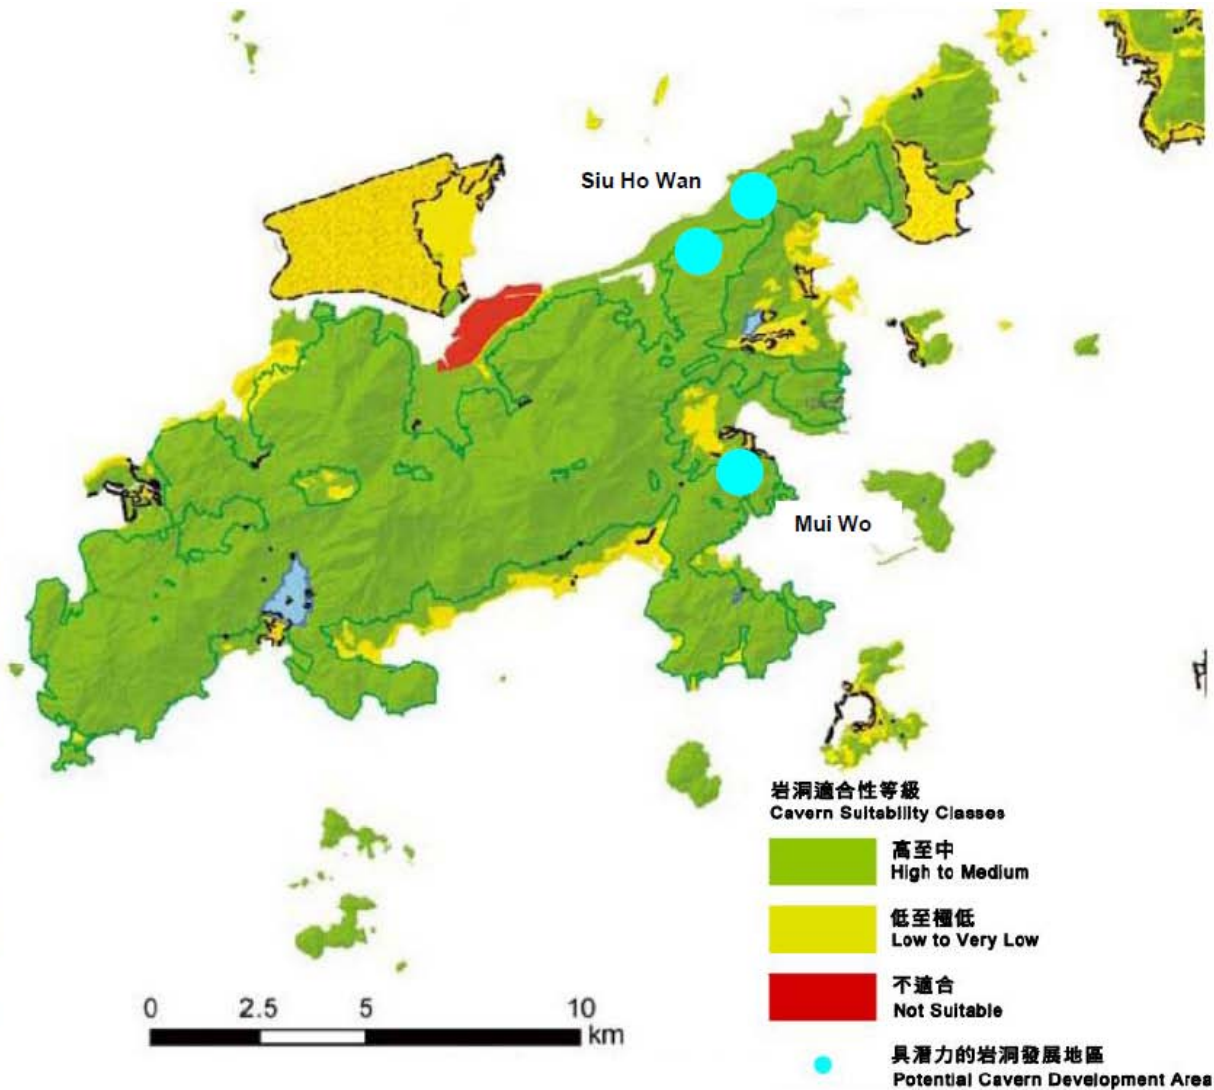 Siu Ho Wan
Mui Wo
岩洞適合性等級
Cavern Suitability Classes
高至中
High to Medium
低至極低
Low to Very Low
不適合
Not Suitable
具潛力的岩洞發展地區
Potential Cavern Development Area
0 2.5 5 10
km